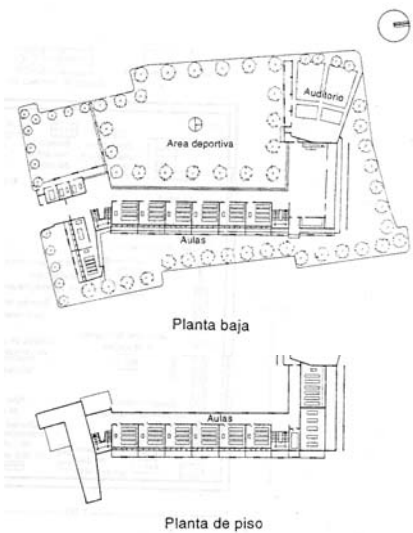 Auditorio
Area deportiva
Aulas
Planta baja
Aulas
Planta de piso